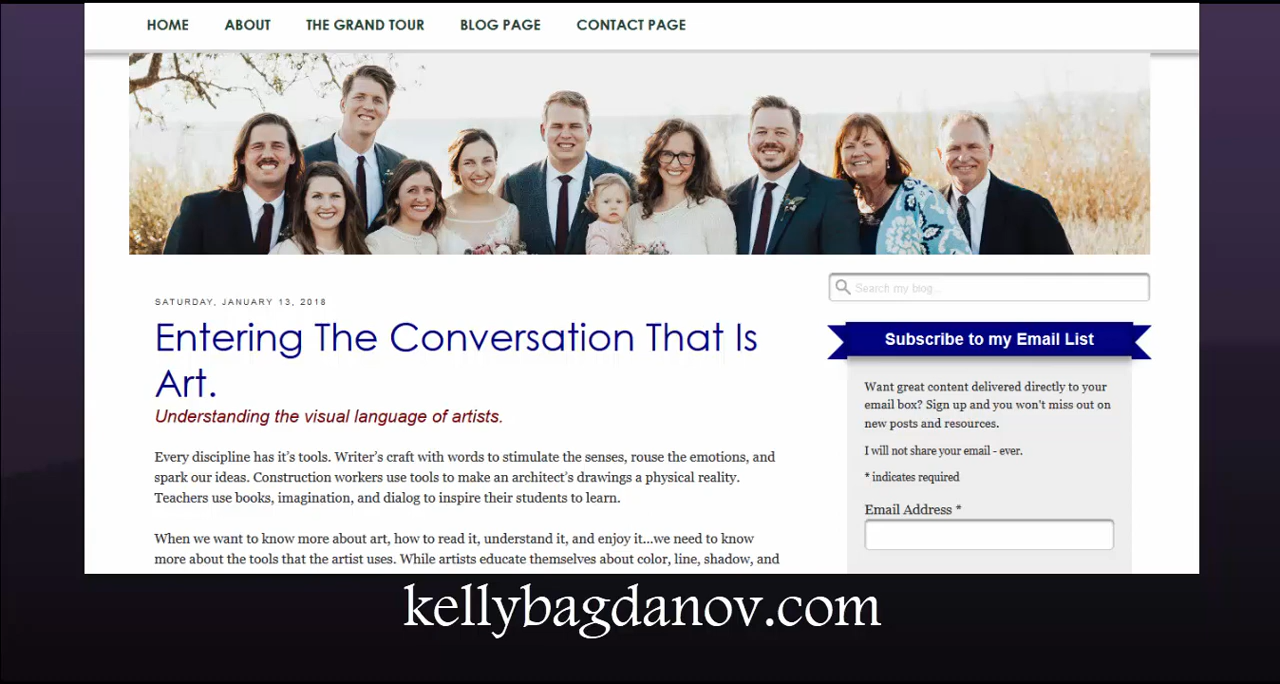 HOME ABOUT THE GRAND TOUR BLOG PAGE CONTACT PAGE
SATURDAY, JANUARY 13, 2018
Entering The Conversation That Is
Art.
Understanding the visual language of artists.
Every discipline has it's tools. Writer's craft with words to stimulate the senses, rouse the emotions, and
spark our ideas. Construction workers use tools to make an architect's drawings a physical reality.
Teachers use books, imagination, and dialog to inspire their students to learn.
When we want to know more about art, how to read it, understand it, and enjoy it...we need to know
more about the tools that the artist uses. While artists educate themselves about color, line, shadow, and
Search my blog...
Subscribe to my Email List
Want great content delivered directly to your
email box? Sign up and you won't miss out on
new posts and resources.
I will not share your email - ever.
* indicates required
Email Address *
kellybagdanov.com